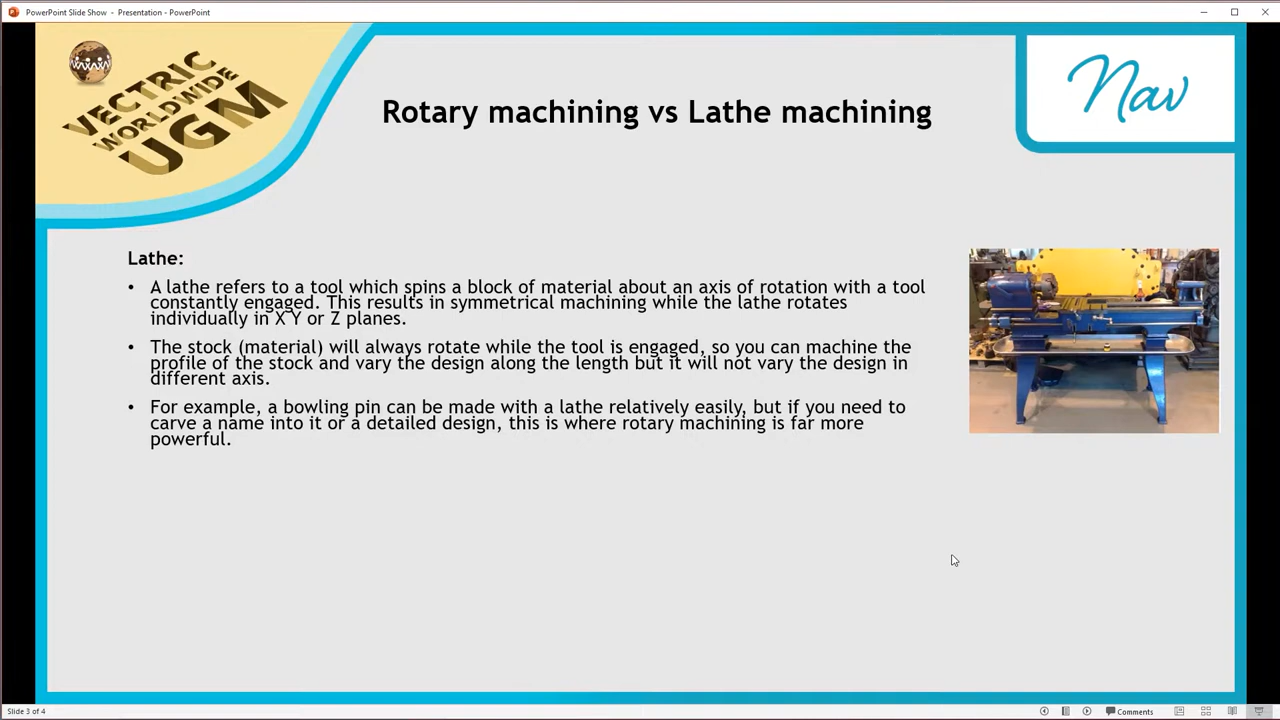 PowerPoint Slide Show - Presentation - PowerPoint
VECTRIC
WORLDWIDE
UGM
Nav
Rotary machining vs Lathe machining
Lathe:
• A lathe refers to a tool which spins a block of material about an axis of rotation with a tool
constantly engaged. This results in symmetrical machining while the lathe rotates
individually in X Y or Z planes.
• The stock (material) will always rotate while the tool is engaged, so you can machine the
profile of the stock and vary the design along the length but it will not vary the design in
different axis.
• For example, a bowling pin can be made with a lathe relatively easily, but if you need to
carve a name into it or a detailed design, this is where rotary machining is far more
powerful.
Slide 3 of 4
Comments